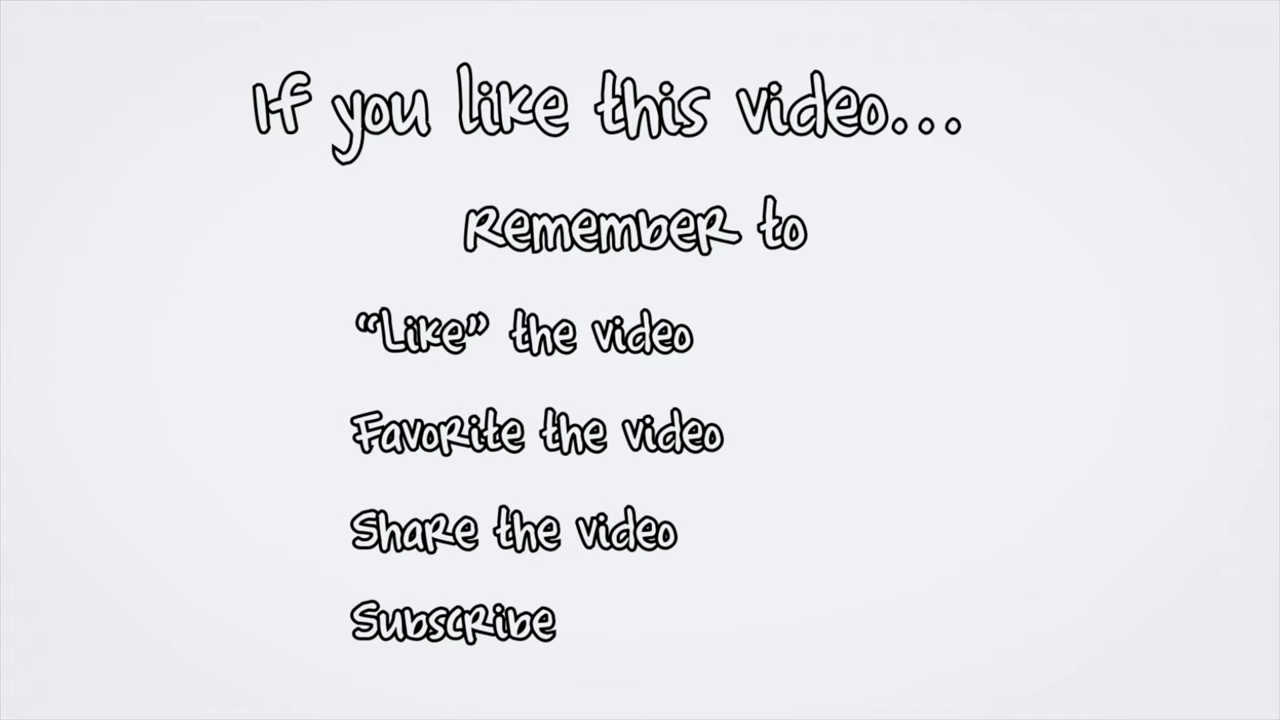 If you like this video...
Remember to
“Like” the video
Favorite the video
Share the video
Subscribe